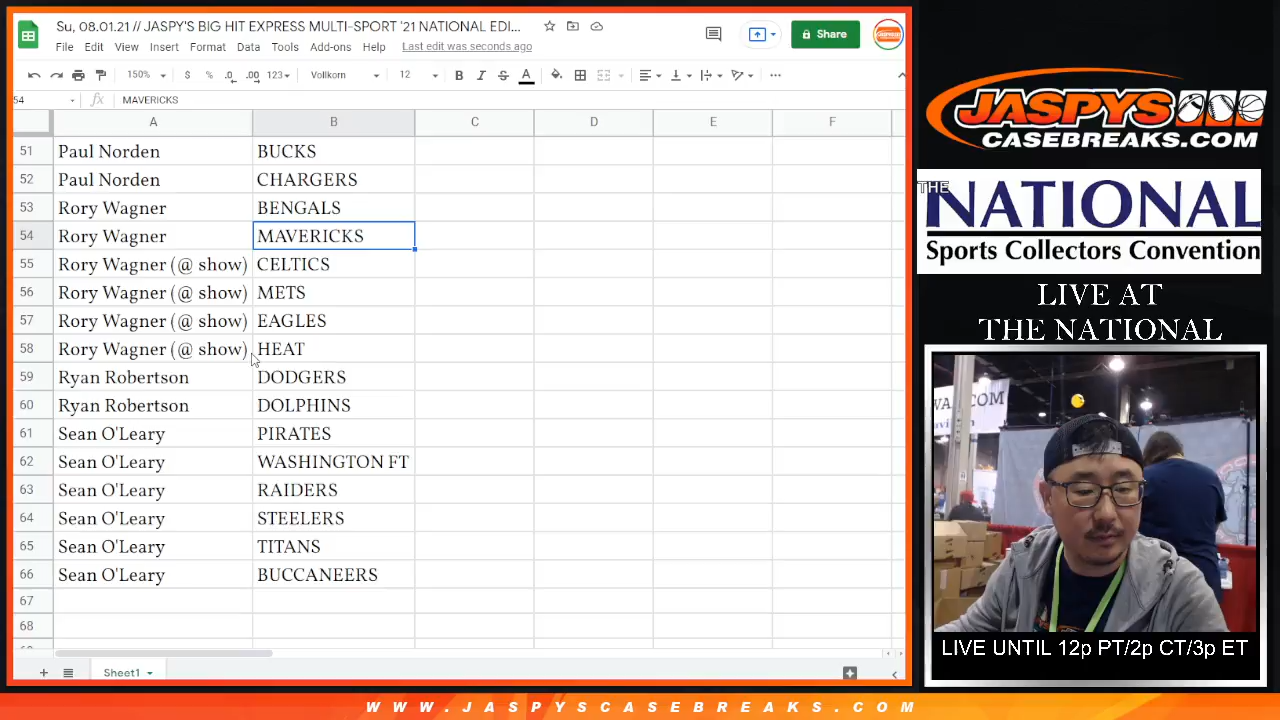 Su, 08.01.21 // JASPY'S BIG HIT EXPRESS MULTI-SPORT '21 NATIONAL EDI...
Share
File Edit View Insert Format Data Tools Add-ons Help Last edit was seconds ago
150% $ % .0 .00 123 Vollkorn 12 B I S A
54 fx MAVERICKS
A B C D E F
51 Paul Norden BUCKS
52 Paul Norden CHARGERS
53 Rory Wagner BENGALS
54 Rory Wagner MAVERICKS
55 Rory Wagner (@ show) CELTICS
56 Rory Wagner (@ show) METS
57 Rory Wagner (@ show) EAGLES
58 Rory Wagner (@ show) HEAT
59 Ryan Robertson DODGERS
60 Ryan Robertson DOLPHINS
61 Sean O'Leary PIRATES
62 Sean O'Leary WASHINGTON FT
63 Sean O'Leary RAIDERS
64 Sean O'Leary STEELERS
65 Sean O'Leary TITANS
66 Sean O'Leary BUCCANEERS
67
68
Sheet1
JASPYS
CASEBREAKS.COM
THE
NATIONAL
Sports Collectors Convention
LIVE AT
THE NATIONAL
LIVE UNTIL 12p PT/2p CT/3p ET
WWW.JASPYSCASEBREAKS.COM